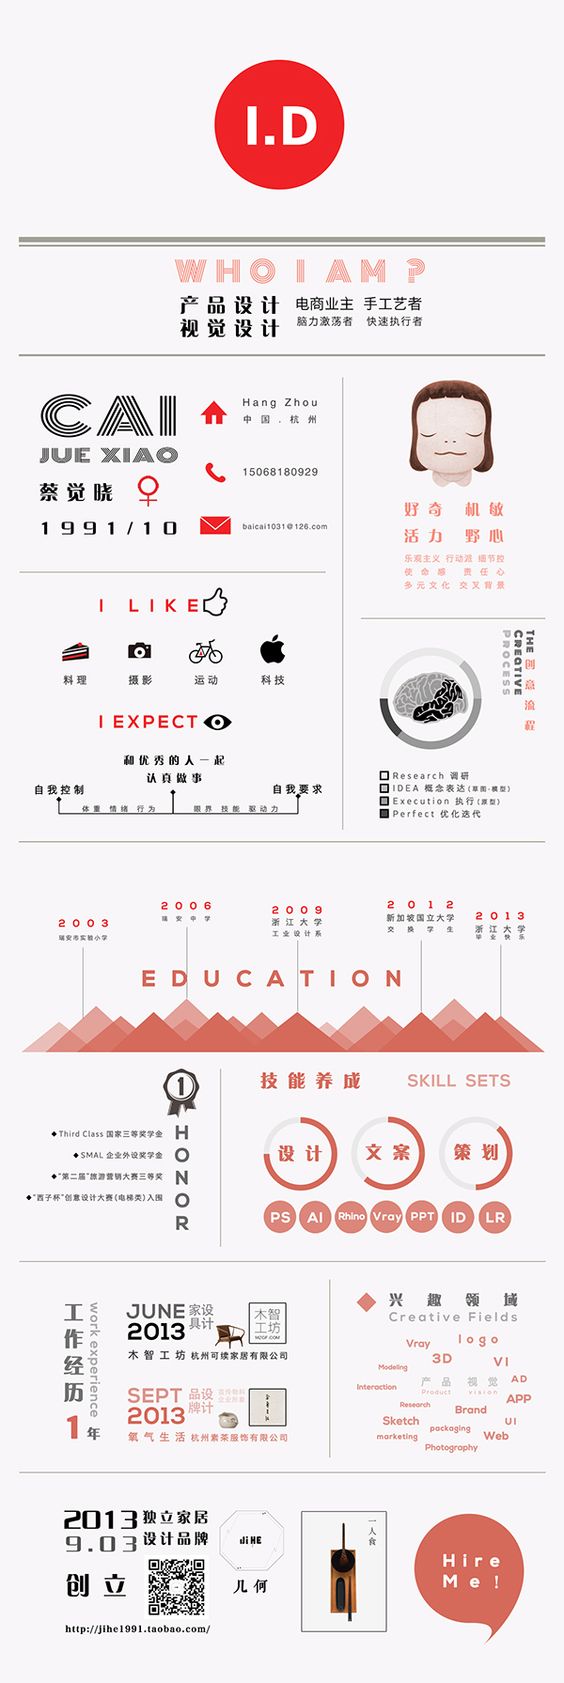 I.D
WHO I AM?
产品设计 电商业主 手工艺者
视觉设计 脑力激荡者 快速执行者
CAI
JUE XIAO
蔡觉晓
1991/10
Hang Zhou
中国.杭州
15068180929
baicai1031@126.com
好奇 机敏
活力 野心
乐观主义 行动派 细节控
使命感 责任心
多元文化 交叉背景
I LIKE
料理 摄影 运动 科技
I EXPECT
和优秀的人一起
认真做事
自我控制 自我要求
体重 情绪 行为 眼界 技能 驱动力
THE CREATIVE PROCESS
创意流程
Research 调研
IDEA 概念表达(草图·模型)
Execution 执行(原型)
Perfect 优化迭代
2003
瑞安市实验小学
2006
瑞安中学
2009
浙江大学
工业设计系
2012
新加坡国立大学
交换学生
2013
浙江大学
毕业快乐
EDUCATION
1
HONOR
◆Third Class 国家三等奖学金
◆SMAL 企业外设奖学金
◆“第二届”旅游营销大赛三等奖
◆“西子杯”创意设计大赛(电梯类)入围
技能养成 SKILL SETS
设计 文案 策划
PS AI Rhino Vray PPT ID LR
工作经历1年
work experience
JUNE 家设
2013 具计
木智
工坊
MZGF.COM
木智工坊 杭州可续家居有限公司
SEPT 品设
2013 牌计
氧气生活 杭州素茶服饰有限公司
兴趣领域
Creative Fields
Vray logo
3D VI
Modeling
产品 视觉
Product vision
AD
Interaction
APP
Research
Brand
Sketch
UI
packaging
marketing
Web
Photography
2013 独立家居
9.03 设计品牌
创立
http://jihe1991.taobao.com/
JiHE
几何
一人食
Hire
Me!